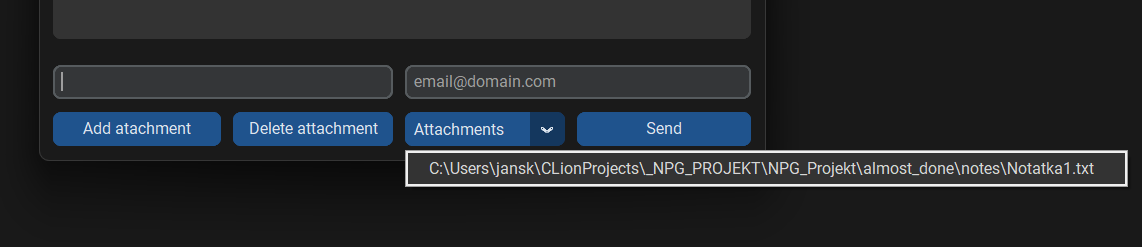 email@domain.com
Add atachment
Delete attachment
Attachments
Send
C:\Users\jansk\CLionProjects\_NPG_PROJEKT\NPG_Projekt\almost_done\notes\Notatka1.txt